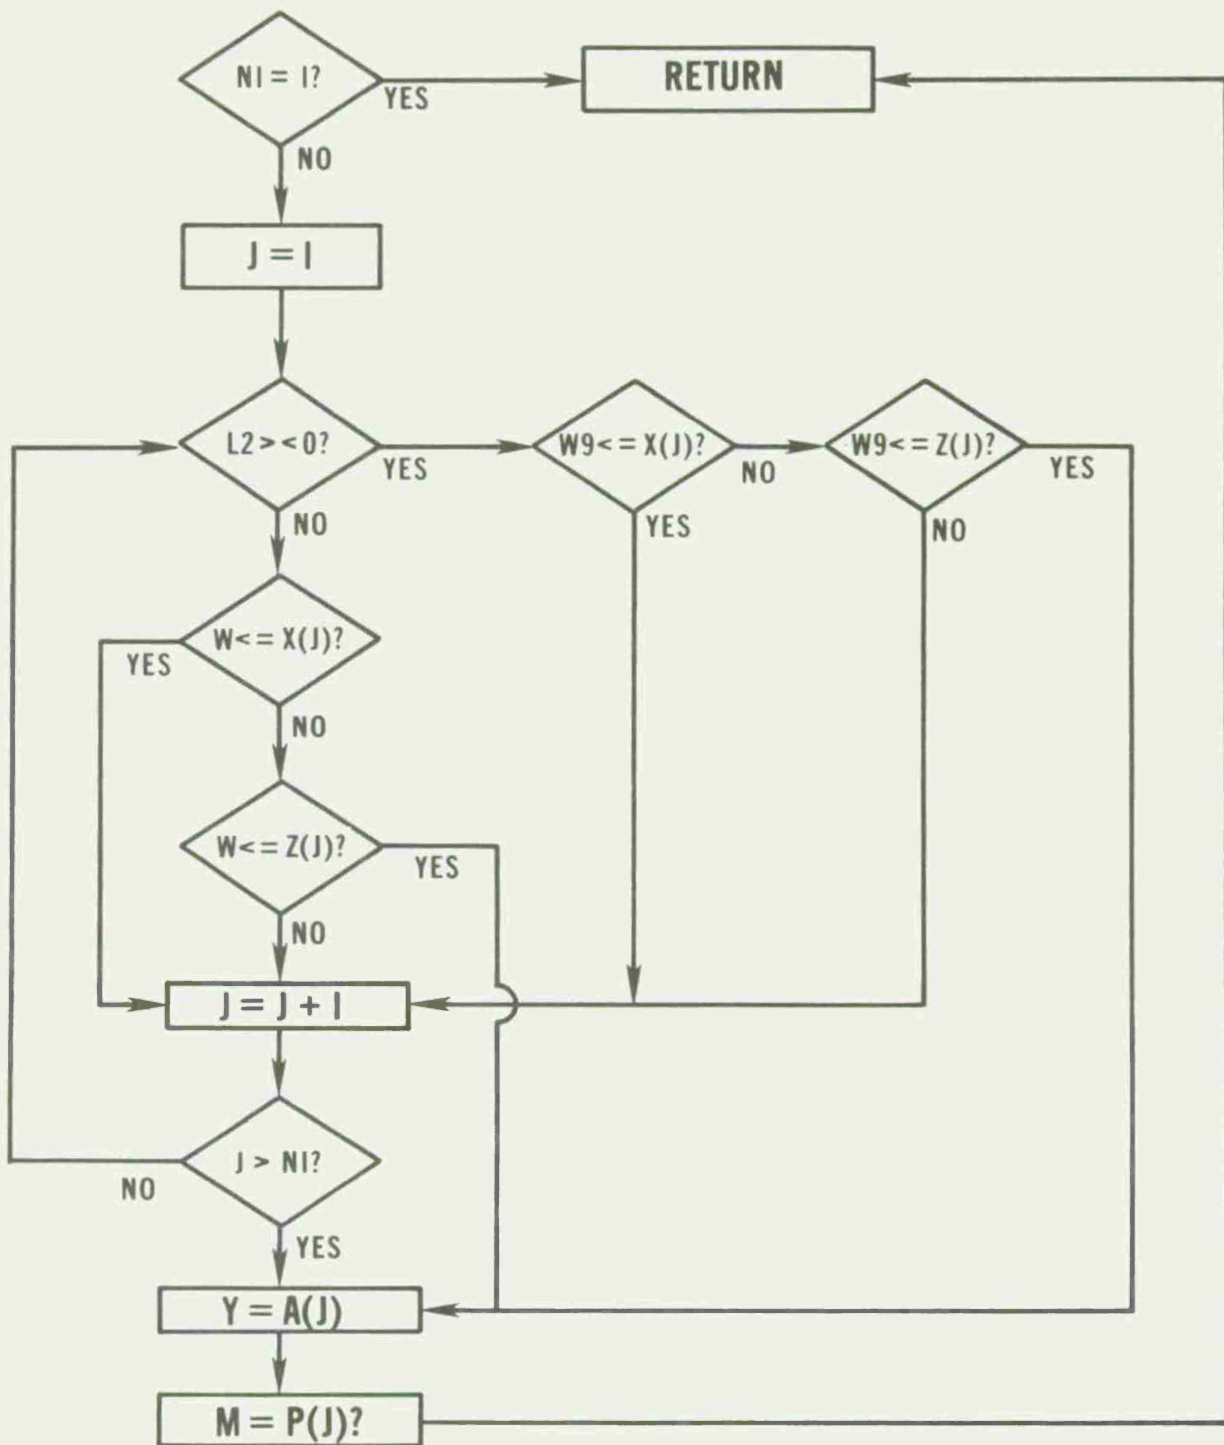 N1 = 1?
YES
RETURN
NO
J = 1
L2 > < 0?
YES
W9 < = X(J)?
NO
W9 < = Z(J)?
YES
NO
YES
NO
W < = X(J)?
YES
NO
W < = Z(J)?
YES
NO
J = J + 1
J > N1?
NO
YES
Y = A(J)
M = P(J)?